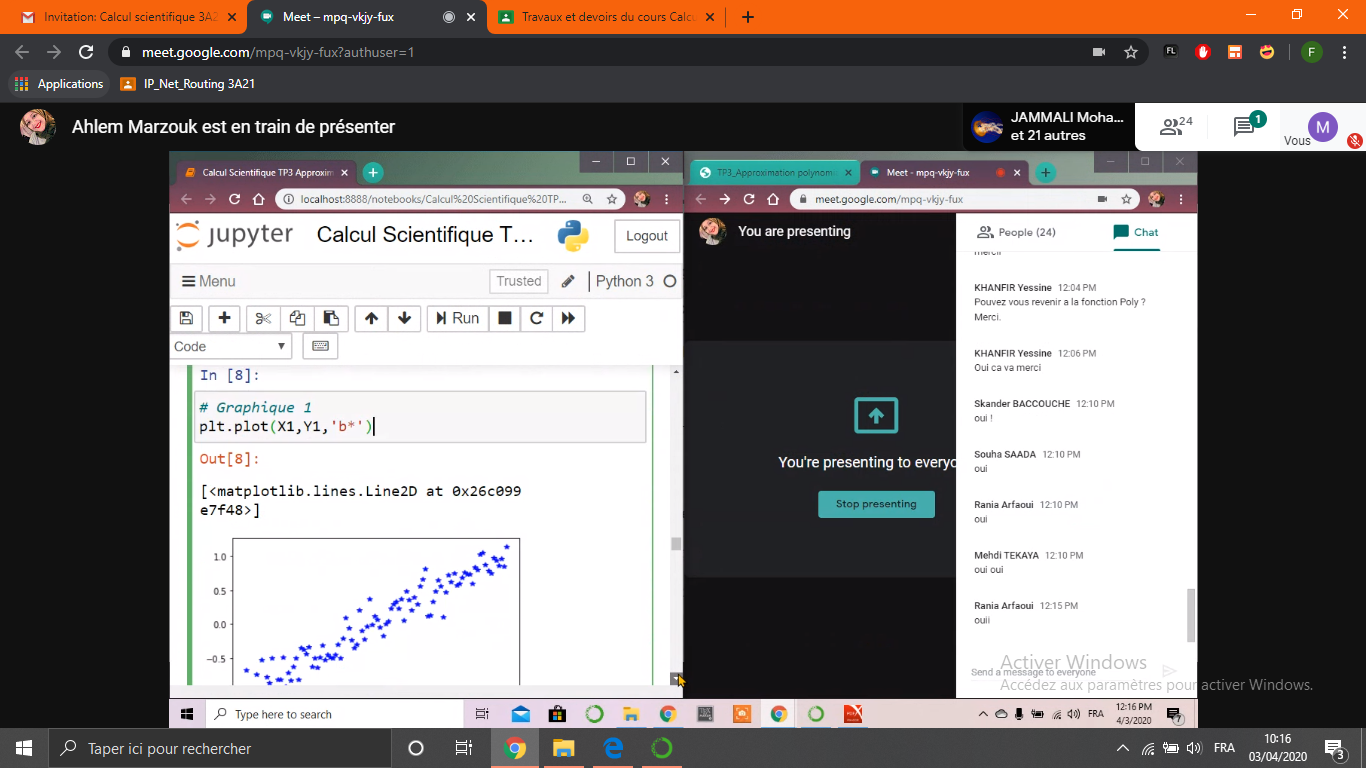 Invitation: Calcul scientifique 3A2
Meet – mpq-vkjy-fux
Travaux et devoirs du cours Calcu
meet.google.com/mpq-vkjy-fux?authuser=1
FL
F
Applications
IP_Net_Routing 3A21
Ahlem Marzouk est en train de présenter
JAMMALI Moha...
et 21 autres
24
1
Vous
M
Calcul Scientifique TP3 Approxim
localhost:8888/notebooks/Calcul%20Scientifique%20TP...
jupyter
Calcul Scientifique T...
Logout
Menu
Trusted
Python 3
Run
Code
In [8]:
# Graphique 1
plt.plot(X1,Y1,'b*')
Out[8]:
[<matplotlib.lines.Line2D at 0x26c099
e7f48>]
1.0
0.5
0.0
−0.5
TP3_Approximation polynomi
Meet - mpq-vkjy-fux
meet.google.com/mpq-vkjy-fux
You are presenting
You're presenting to everyo
Stop presenting
People (24)
Chat
merci
KHANFIR Yessine 12:04 PM
Pouvez vous revenir a la fonction Poly ?
Merci.
KHANFIR Yessine 12:06 PM
Oui ca va merci
Skander BACCOUCHE 12:10 PM
oui !
Souha SAADA 12:10 PM
oui
Rania Arfaoui 12:10 PM
oui
Mehdi TEKAYA 12:10 PM
oui oui
Rania Arfaoui 12:15 PM
ouii
Send a message to everyone
Activer Windows
Accédez aux paramètres pour activer Windows.
Type here to search
FRA
12:16 PM
4/3/2020
7
Taper ici pour rechercher
FRA
10:16
03/04/2020
3